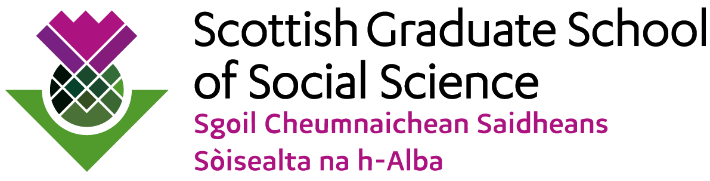 Scottish Graduate School
of Social Science
Sgoil Cheumnaichean Saidheans
Sòisealta na h-Alba